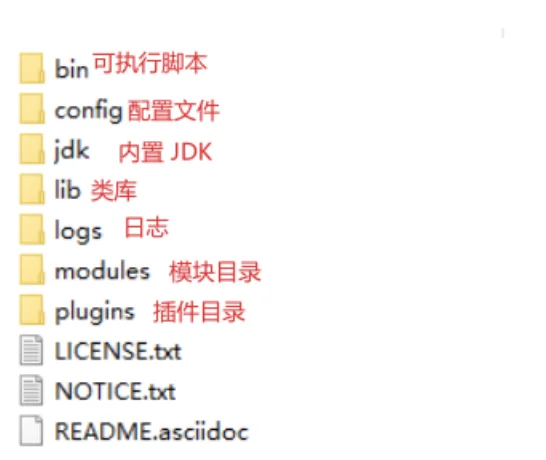 bin 可执行脚本
config 配置文件
jdk 内置 JDK
lib 类库
logs 日志
modules 模块目录
plugins 插件目录
LICENSE.txt
NOTICE.txt
README.asciidoc